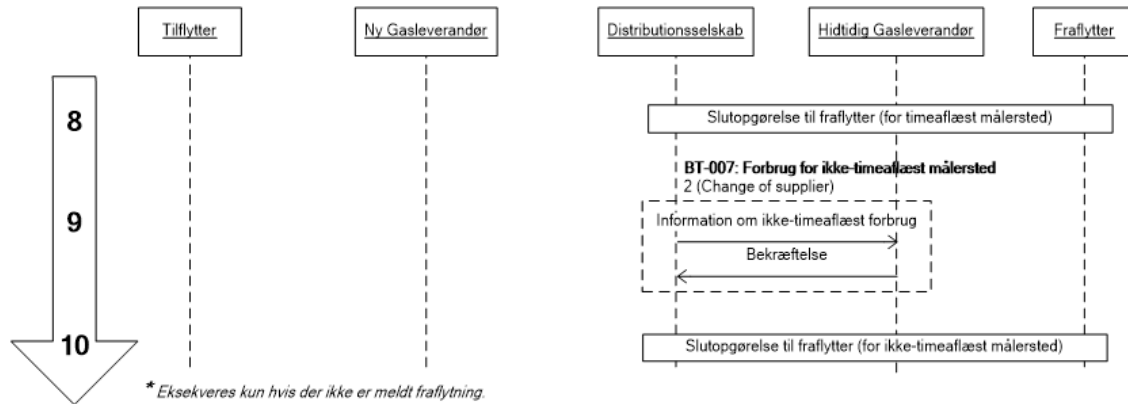 Tilflytter
Ny Gasleverandør
Distributionsselskab
Hidtidig Gasleverandør
Fraflytter
8
Slutopgørelse til fraflytter (for timeaflæst målersted)
BT-007: Forbrug for ikke-timeaflæst målersted
2 (Change of supplier)
9
Information om ikke-timeaflæst forbrug
Bekræftelse
10
Slutopgørelse til fraflytter (for ikke-timeaflæst målersted)
* Eksekveres kun hvis der ikke er meldt fraflytning.